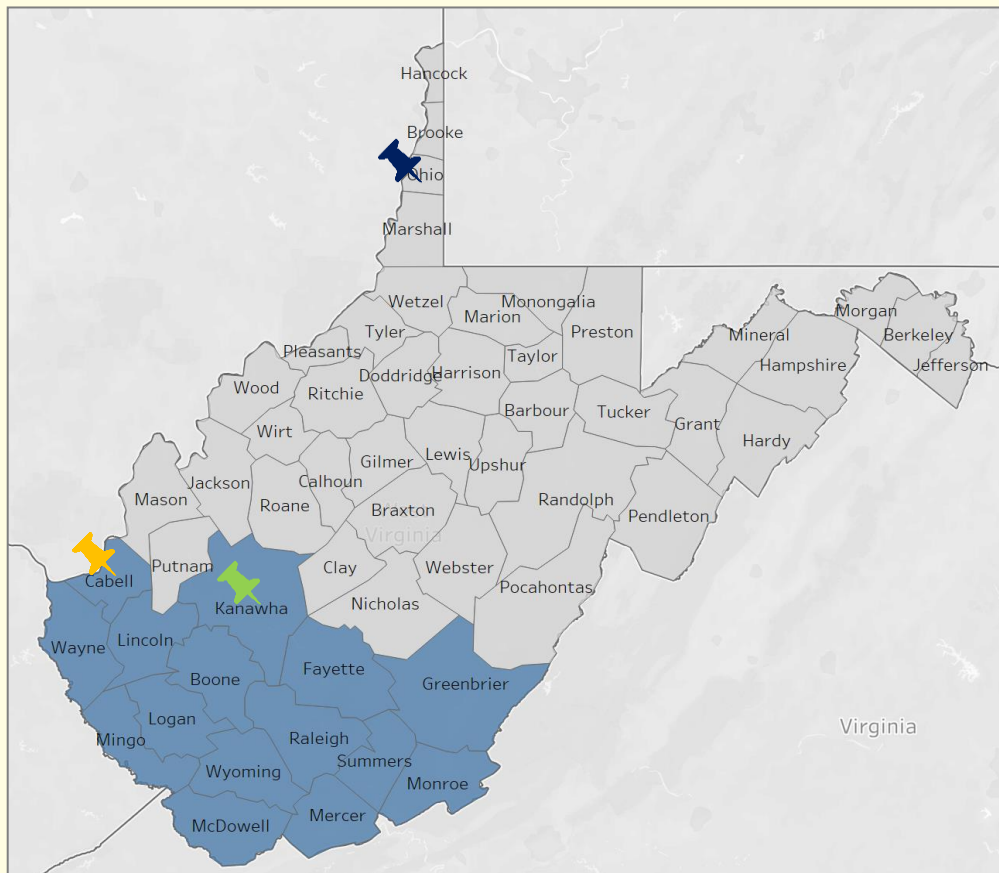 Hancock
Brooke
Ohio
Marshall
Wetzel
Monongalia
Marion
Morgan
Tyler
Preston
Mineral
Berkeley
Pleasants
Taylor
Hampshire
Jefferson
Doddridge
Harrison
Wood
Ritchie
Barbour
Tucker
Grant
Wirt
Hardy
Lewis
Gilmer
Upshur
Calhoun
Jackson
Mason
Roane
Randolph
Braxton
Pendleton
Virginia
Putnam
Clay
Webster
Cabell
Pocahontas
Nicholas
Kanawha
Lincoln
Wayne
Fayette
Boone
Greenbrier
Logan
Virginia
Raleigh
Mingo
Summers
Wyoming
Monroe
Mercer
McDowell